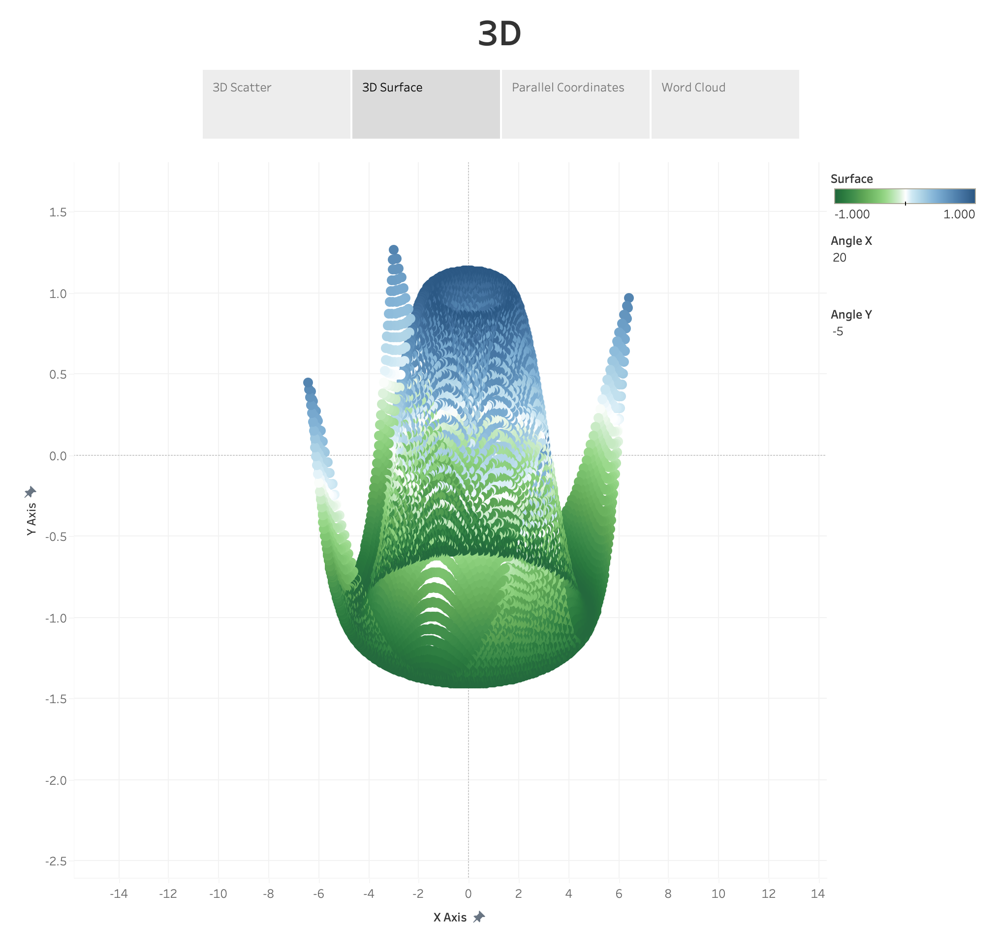 3D
3D Scatter
3D Surface
Parallel Coordinates
Word Cloud
Surface
-1.000 1.000
Angle X
20
Angle Y
-5
1.5
1.0
0.5
0.0
-0.5
-1.0
-1.5
-2.0
-2.5
Y Axis
-14 -12 -10 -8 -6 -4 -2 0 2 4 6 8 10 12 14
X Axis